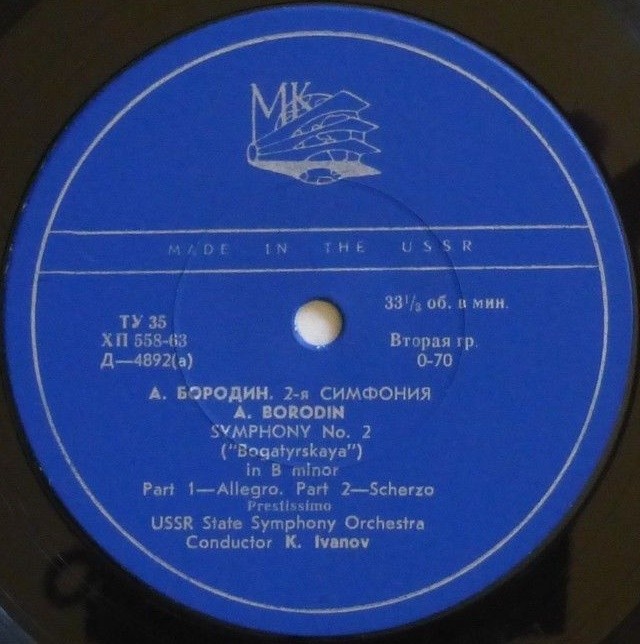 МК
MADE IN THE USSR
33⅓ об. в мин.
ТУ 35
ХП 558-63
Вторая гр.
Д—4892(а)
0-70
А. БОРОДИН. 2-я СИМФОНИЯ
A. BORODIN
SYMPHONY No. 2
("Bogatyrskaya")
in B minor
Part 1—Allegro. Part 2—Scherzo
Prestissimo
USSR State Symphony Orchestra
Conductor K. Ivanov